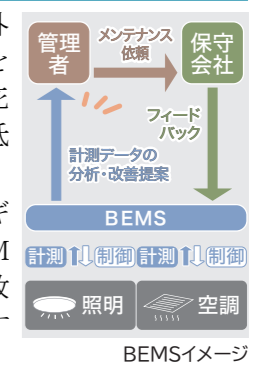 管理者
メンテナンス
依頼
保守
会社
フィード
バック
計測データの
分析・改善提案
BEMS
計測 制御 計測 制御
照明 空調
BEMSイメージ